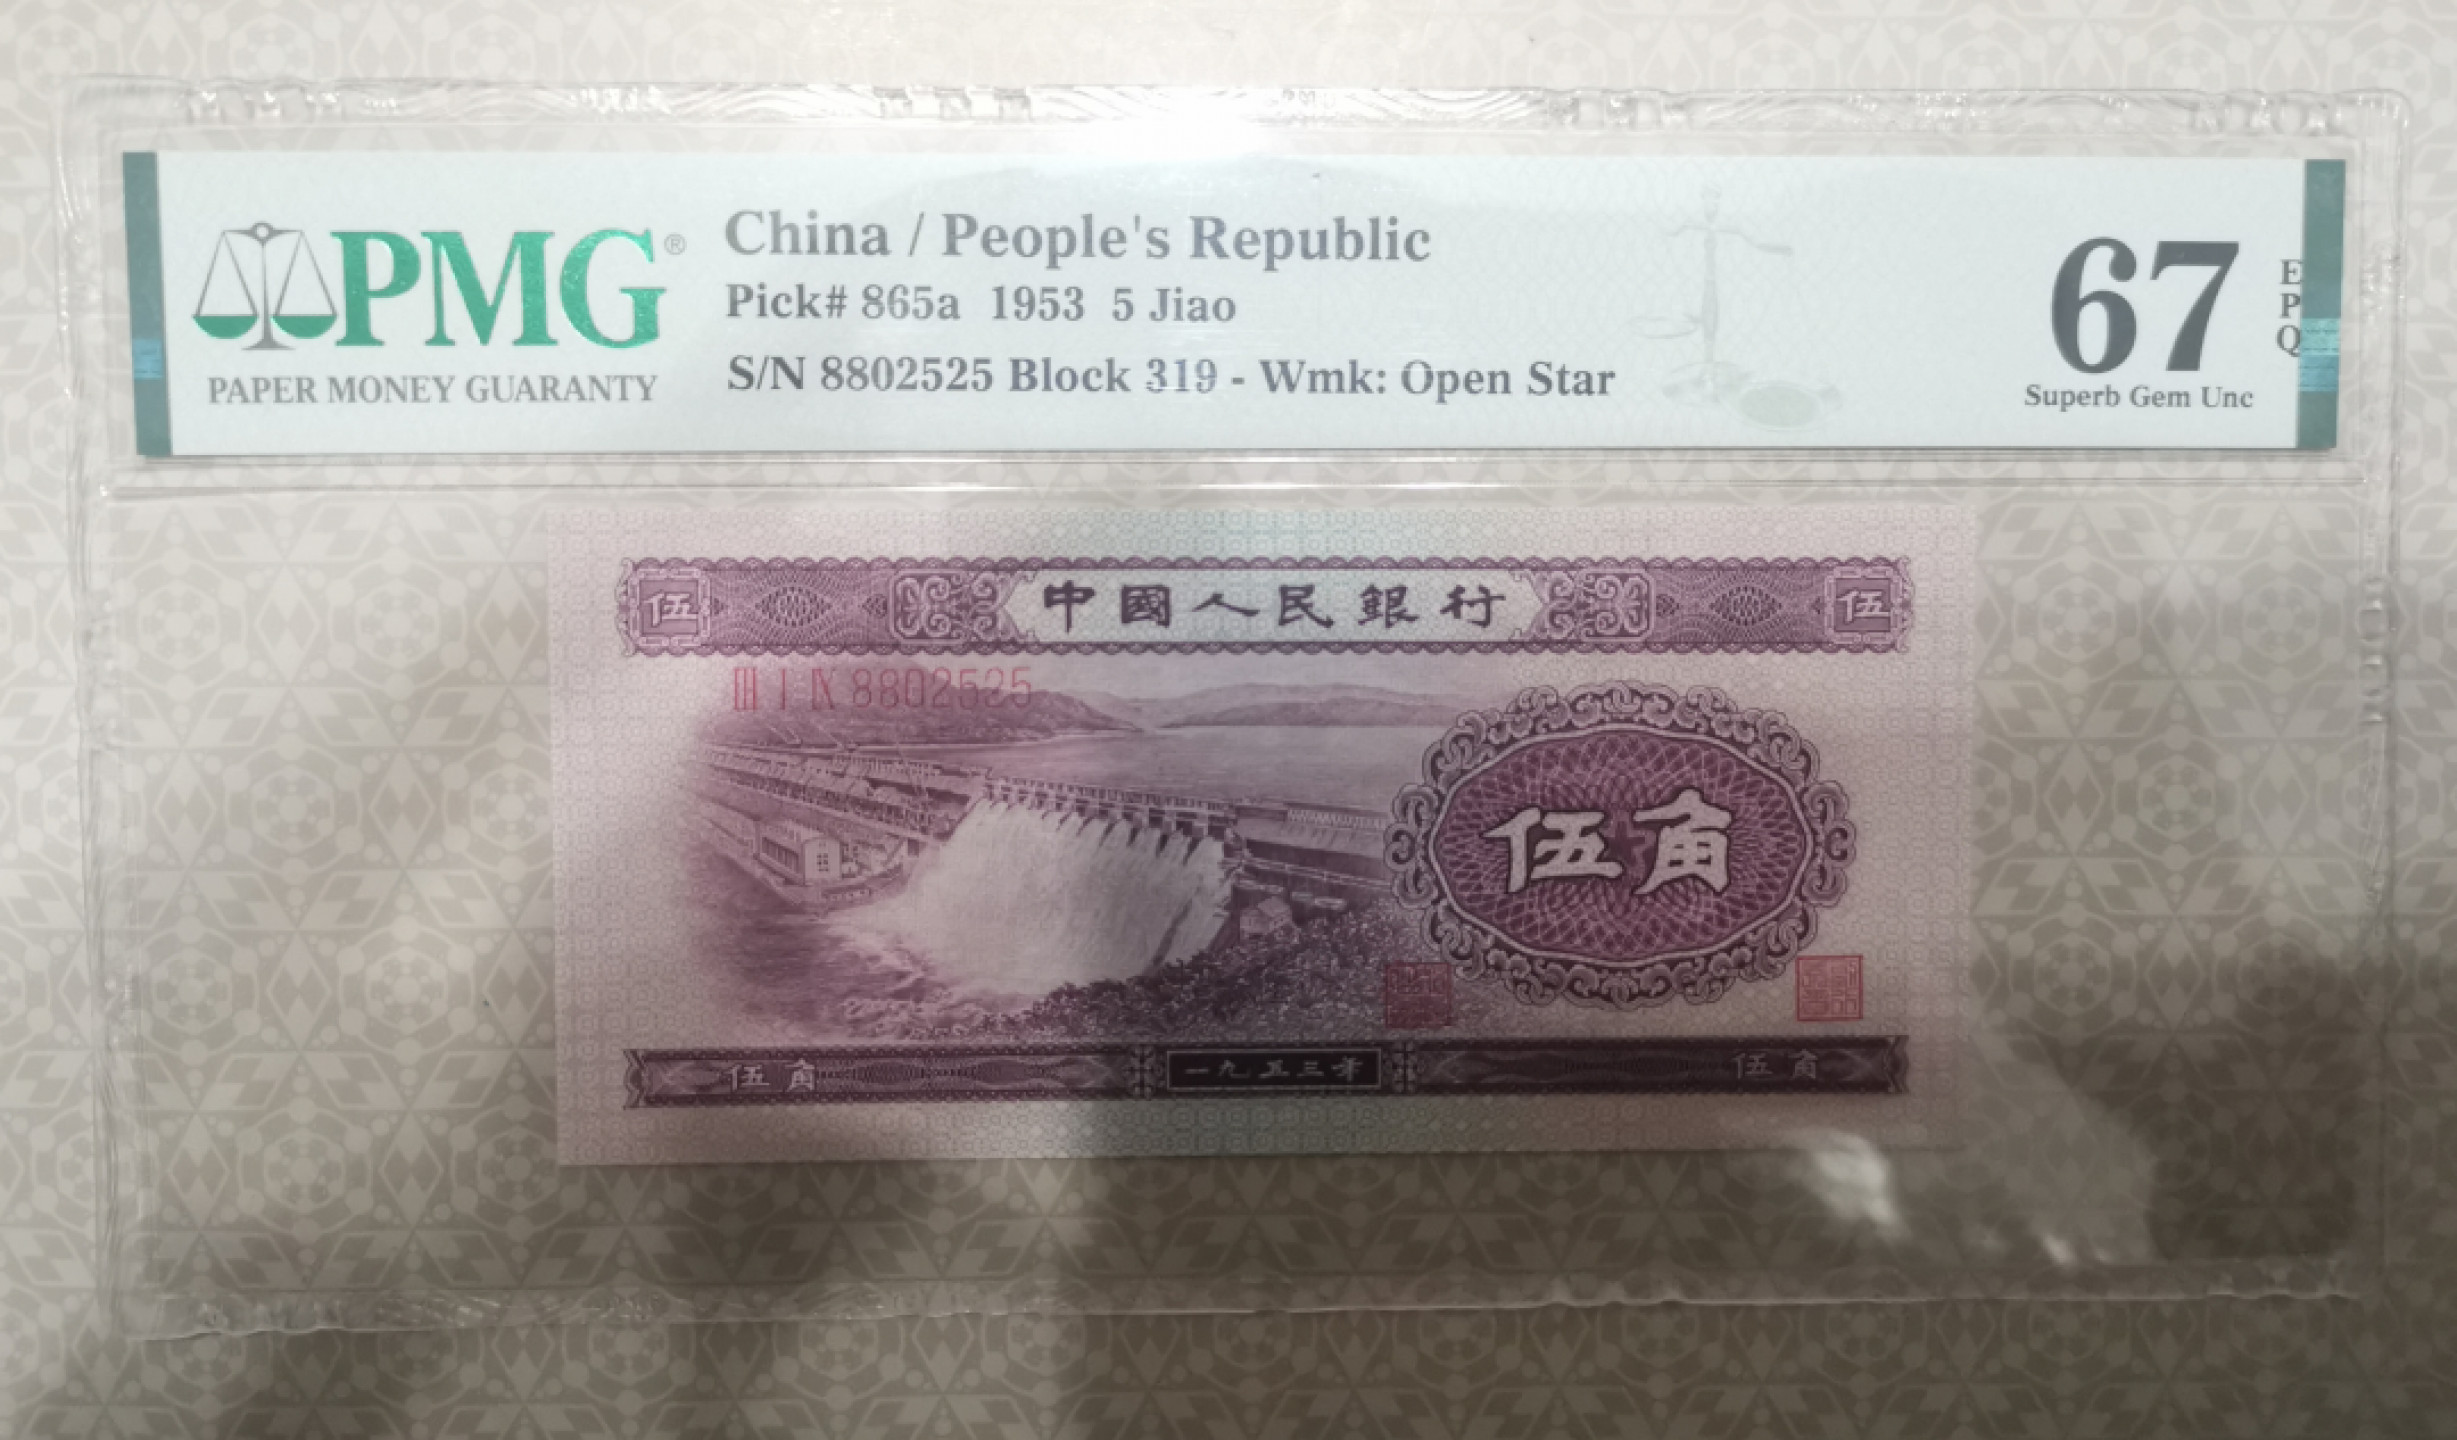 PMG®
PAPER MONEY GUARANTY
China / People's Republic
Pick# 865a 1953 5 Jiao
S/N 8802525 Block 319 - Wmk: Open Star
67
EPQ
Superb Gem Unc
伍 中國人民銀行 伍
III I IX 8802525
伍角
伍角 一九五三年 伍角